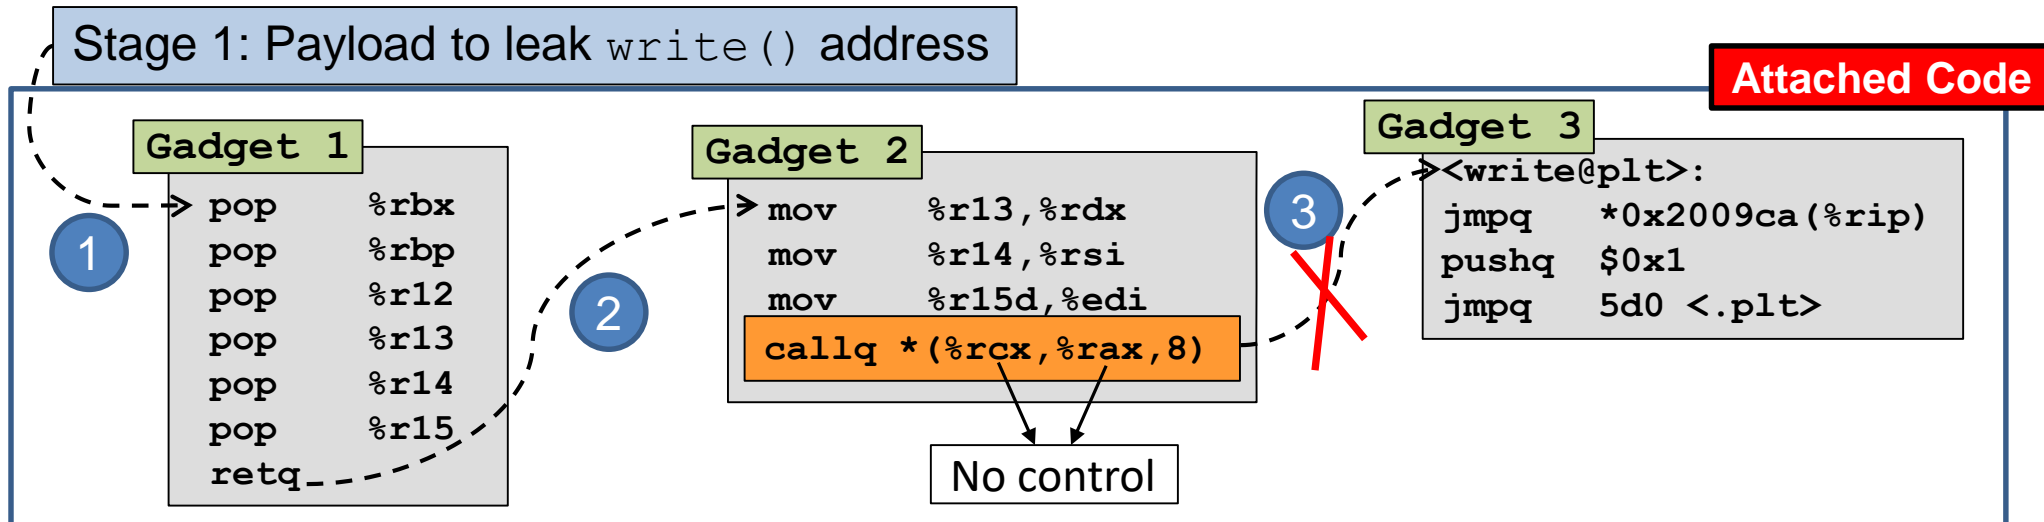 Stage 1: Payload to leak write() address
Attached Code
Gadget 1
pop %rbx
pop %rbp
pop %r12
pop %r13
pop %r14
pop %r15
retq
1
Gadget 2
mov %r13,%rdx
mov %r14,%rsi
mov %r15d,%edi
callq *(%rcx,%rax,8)
2
No control
3
Gadget 3
<write@plt>:
jmpq *0x2009ca(%rip)
pushq $0x1
jmpq 5d0 <.plt>